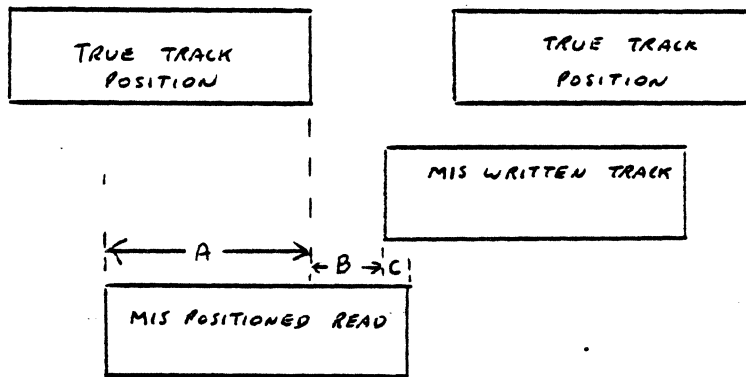 TRUE TRACK
POSITION
TRUE TRACK
POSITION
MIS WRITTEN TRACK
A
B
C
MIS POSITIONED READ